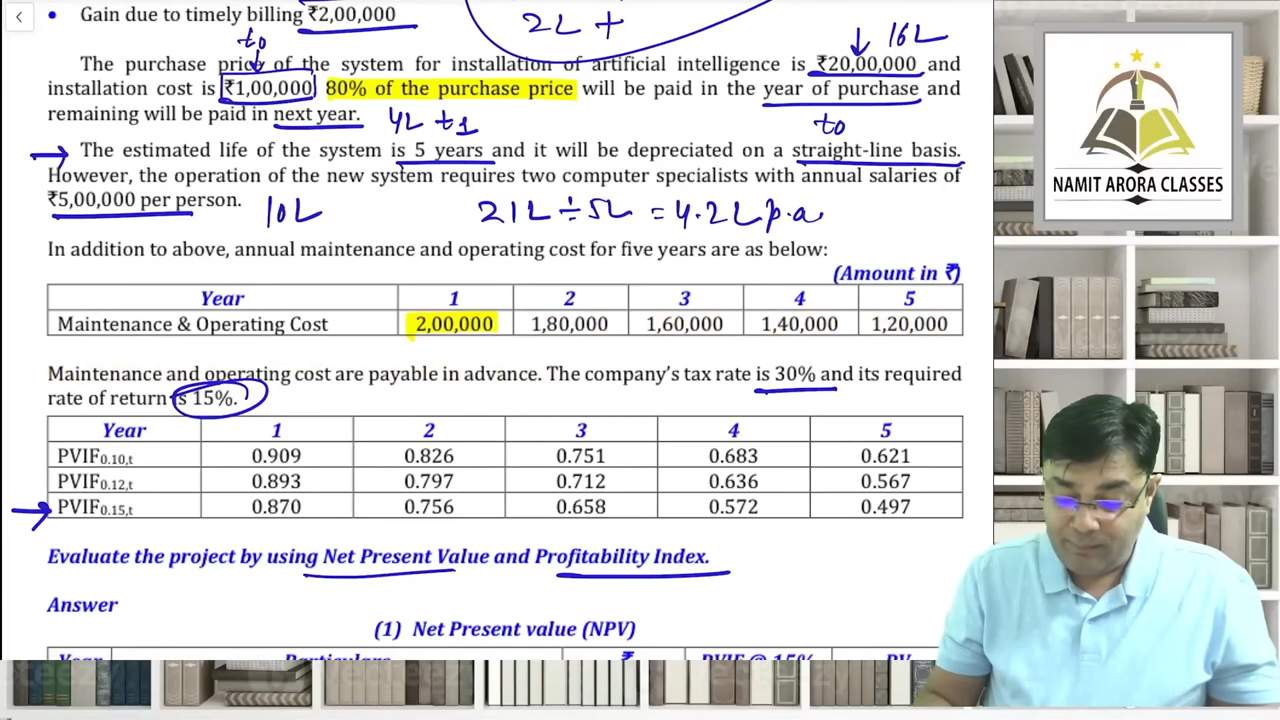 Gain due to timely billing ₹2,00,000
2L +
t0
16L
The purchase price of the system for installation of artificial intelligence is ₹20,00,000 and
installation cost is ₹1,00,000. 80% of the purchase price will be paid in the year of purchase and
remaining will be paid in next year.
4L t1
t0
The estimated life of the system is 5 years and it will be depreciated on a straight-line basis.
However, the operation of the new system requires two computer specialists with annual salaries of
₹5,00,000 per person.
10L
21L ÷ 5L = 4.2L p.a
In addition to above, annual maintenance and operating cost for five years are as below:
(Amount in ₹)
Year 1 2 3 4 5
Maintenance & Operating Cost 2,00,000 1,80,000 1,60,000 1,40,000 1,20,000
Maintenance and operating cost are payable in advance. The company's tax rate is 30% and its required
rate of return is 15%.
Year 1 2 3 4 5
PVIF0.10,t 0.909 0.826 0.751 0.683 0.621
PVIF0.12,t 0.893 0.797 0.712 0.636 0.567
PVIF0.15,t 0.870 0.756 0.658 0.572 0.497
Evaluate the project by using Net Present Value and Profitability Index.
Answer
(1) Net Present value (NPV)
Year Particulars ₹ PVIF @ 15% PV
NAMIT ARORA CLASSES